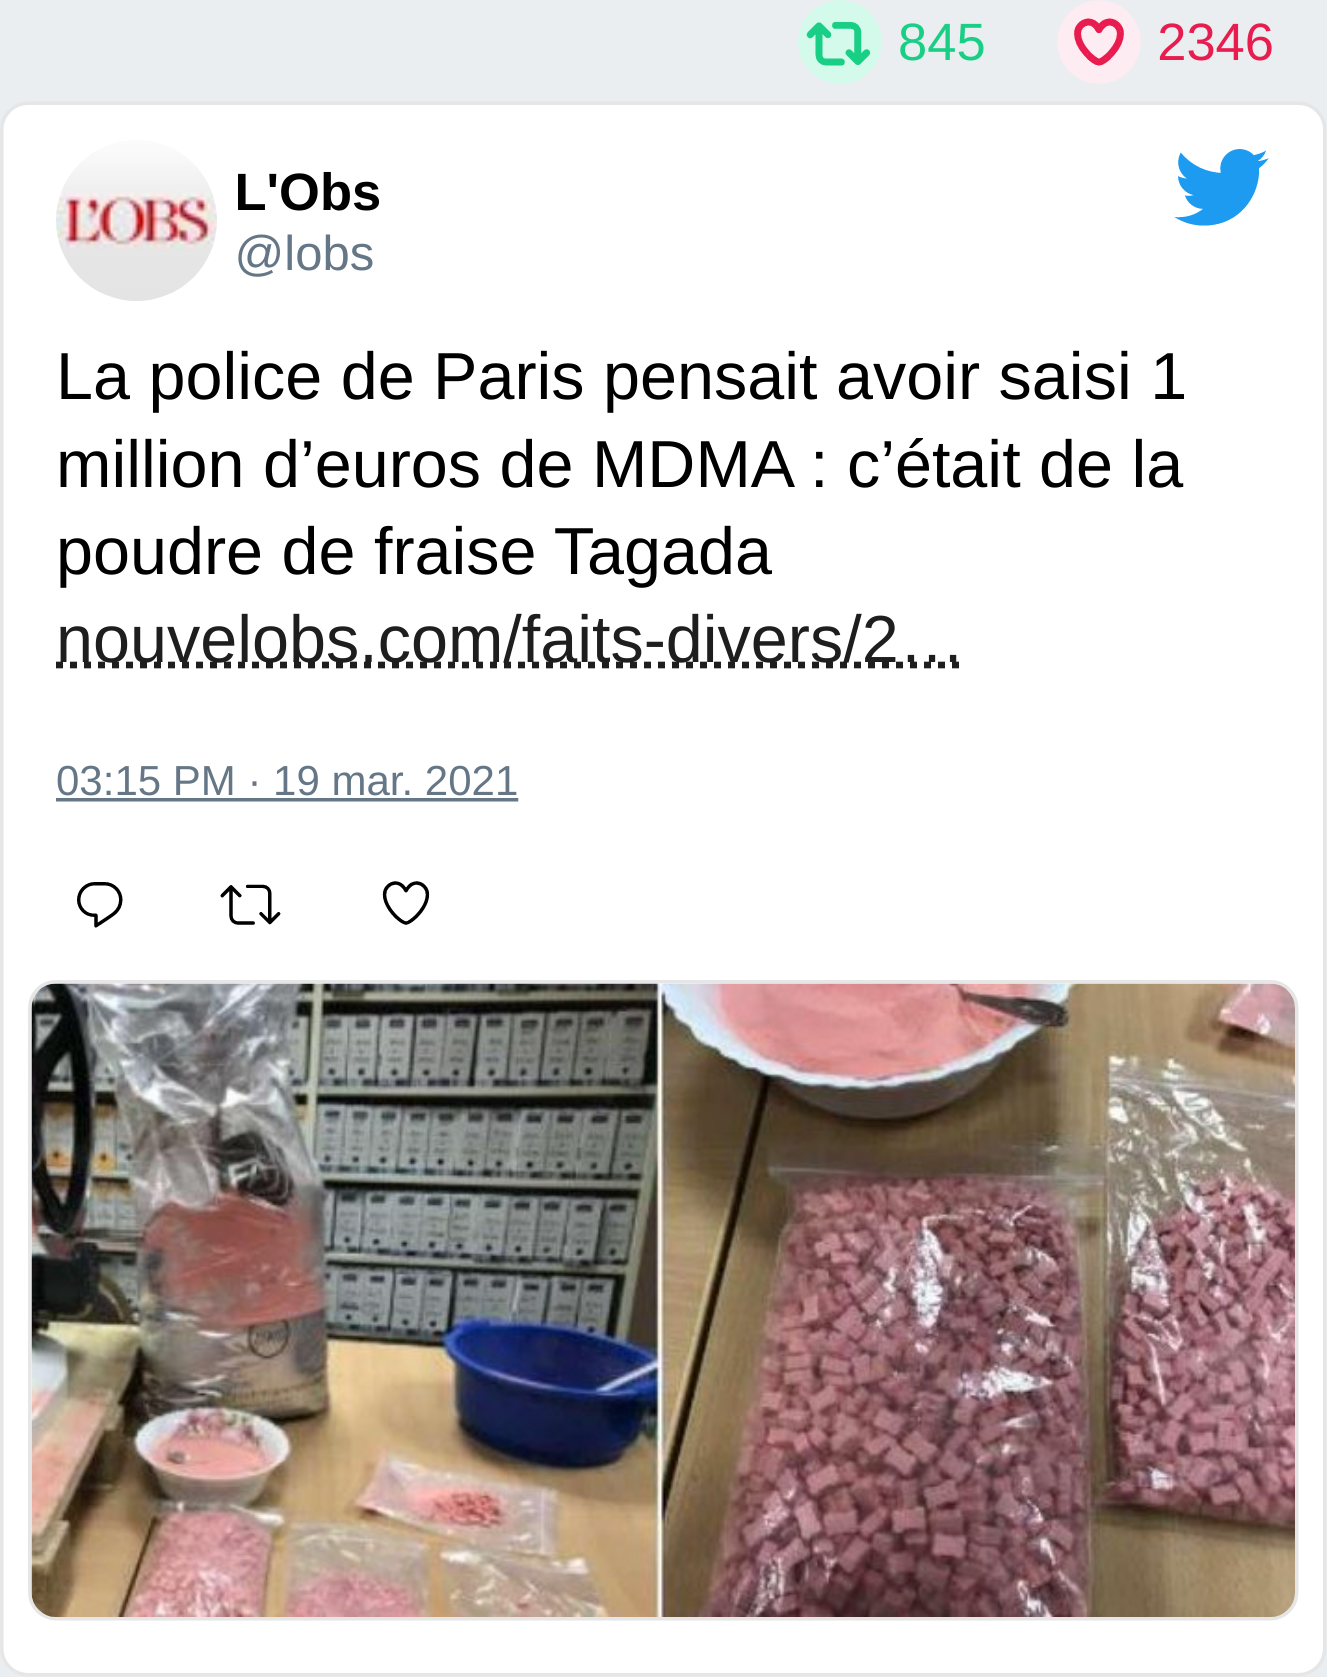 845 2346
L'OBS
L'Obs
@lobs
La police de Paris pensait avoir saisi 1
million d’euros de MDMA : c’était de la
poudre de fraise Tagada
nouvelobs.com/faits-divers/2…
03:15 PM · 19 mar. 2021